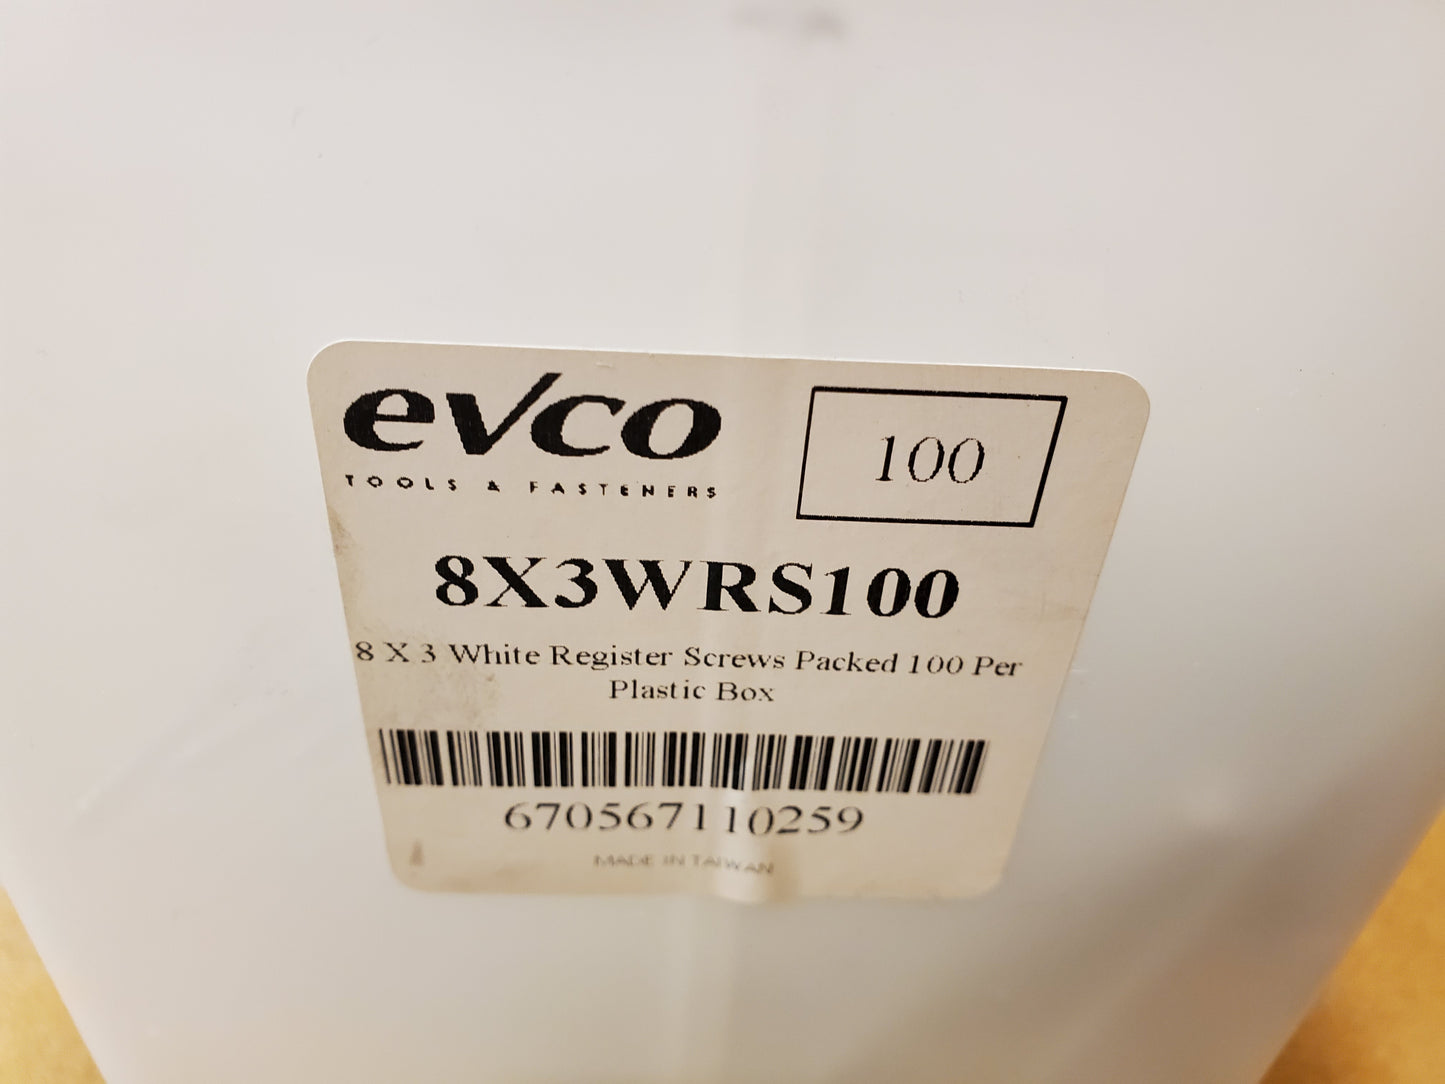 evco
TOOLS & FASTENERS
100
8X3WRS100
8 X 3 White Register Screws Packed 100 Per
Plastic Box
670567110259
MADE IN TAIWAN